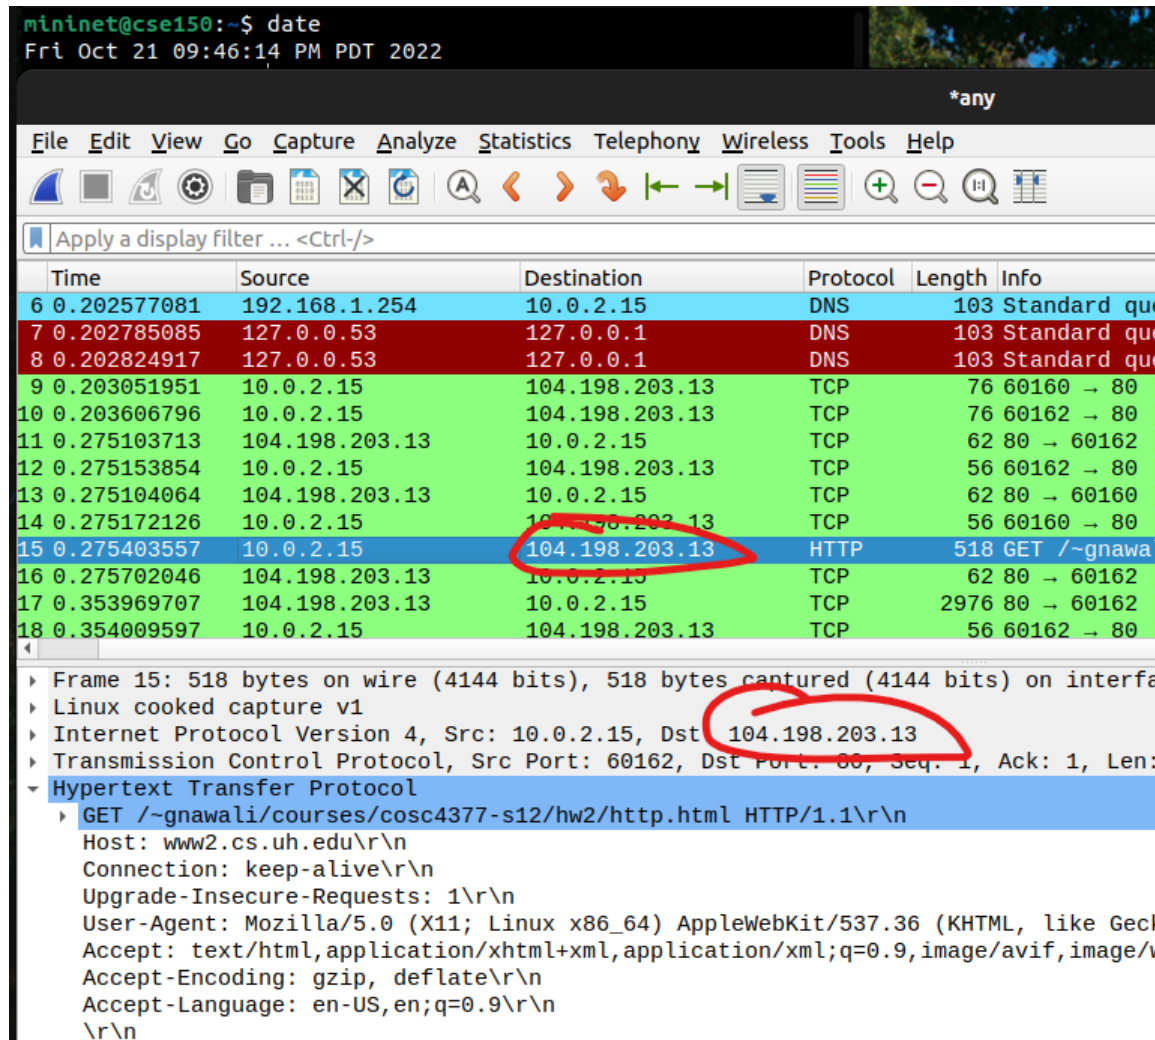 mininet@cse150:~$ date
Fri Oct 21 09:46:14 PM PDT 2022
*any
File Edit View Go Capture Analyze Statistics Telephony Wireless Tools Help
Apply a display filter … <Ctrl-/>
Time Source Destination Protocol Length Info
6 0.202577081 192.168.1.254 10.0.2.15 DNS 103 Standard que
7 0.202785085 127.0.0.53 127.0.0.1 DNS 103 Standard que
8 0.202824917 127.0.0.53 127.0.0.1 DNS 103 Standard que
9 0.203051951 10.0.2.15 104.198.203.13 TCP 76 60160 → 80
10 0.203606796 10.0.2.15 104.198.203.13 TCP 76 60162 → 80
11 0.275103713 104.198.203.13 10.0.2.15 TCP 62 80 → 60162
12 0.275153854 10.0.2.15 104.198.203.13 TCP 56 60162 → 80
13 0.275104064 104.198.203.13 10.0.2.15 TCP 62 80 → 60160
14 0.275172126 10.0.2.15 104.198.203.13 TCP 56 60160 → 80
15 0.275403557 10.0.2.15 104.198.203.13 HTTP 518 GET /~gnawa
16 0.275702046 104.198.203.13 10.0.2.15 TCP 62 80 → 60162
17 0.353969707 104.198.203.13 10.0.2.15 TCP 2976 80 → 60162
18 0.354009597 10.0.2.15 104.198.203.13 TCP 56 60162 → 80
Frame 15: 518 bytes on wire (4144 bits), 518 bytes captured (4144 bits) on interfa
Linux cooked capture v1
Internet Protocol Version 4, Src: 10.0.2.15, Dst: 104.198.203.13
Transmission Control Protocol, Src Port: 60162, Dst Port: 80, Seq: 1, Ack: 1, Len:
Hypertext Transfer Protocol
GET /~gnawali/courses/cosc4377-s12/hw2/http.html HTTP/1.1\r\n
Host: www2.cs.uh.edu\r\n
Connection: keep-alive\r\n
Upgrade-Insecure-Requests: 1\r\n
User-Agent: Mozilla/5.0 (X11; Linux x86_64) AppleWebKit/537.36 (KHTML, like Geck
Accept: text/html,application/xhtml+xml,application/xml;q=0.9,image/avif,image/w
Accept-Encoding: gzip, deflate\r\n
Accept-Language: en-US,en;q=0.9\r\n
\r\n